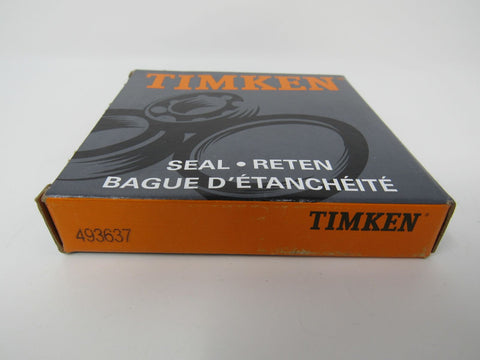 TIMKEN
SEAL • RETEN
BAGUE D'ÉTANCHÉITÉ
493637
TIMKEN